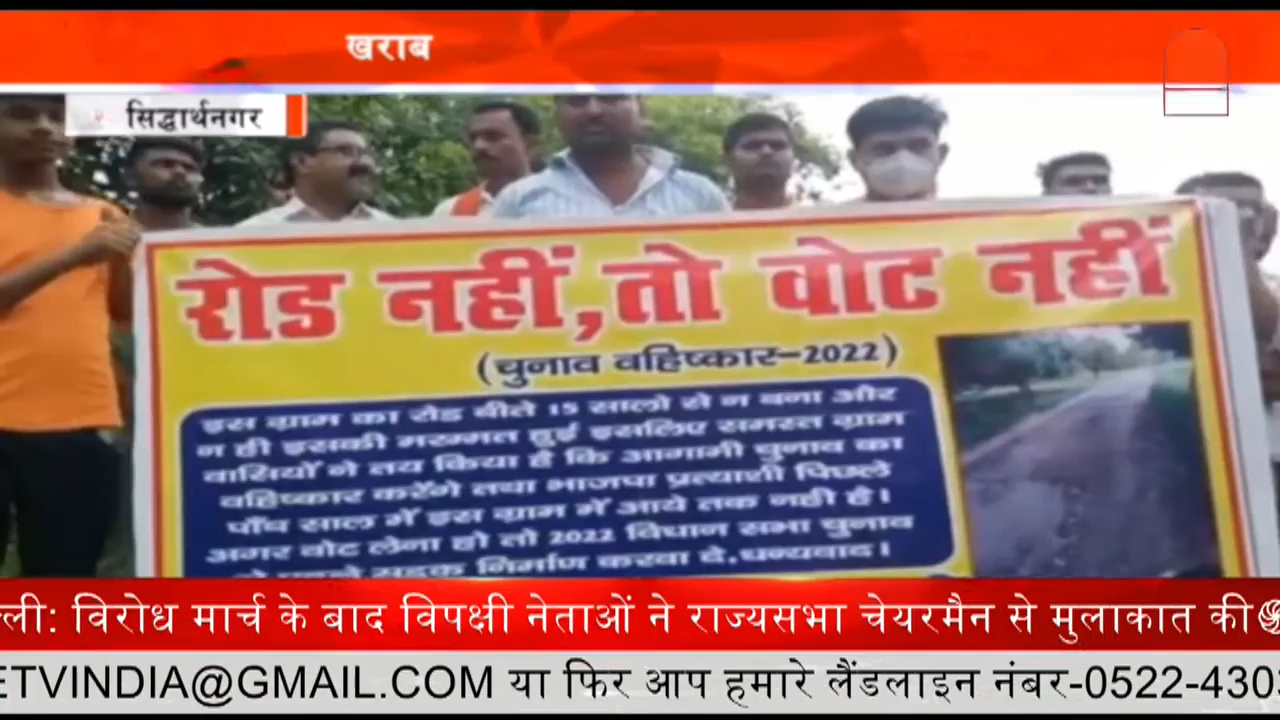 खराब
सिद्धार्थनगर
रोड नहीं, तो वोट नहीं
(चुनाव वहिष्कार-2022)
इस ग्राम का रोड बीते 15 सालो से न बना और
न ही इसकी मरम्मत हुई इसलिए समस्त ग्राम
वासियों ने तय किया है कि आगामी चुनाव का
वहिष्कार करेंगे तथा भाजपा प्रत्याशी पिछले
पाँच साल में इस ग्राम में आये तक नही है।
अगर वोट लेना हो तो 2022 विधान सभा चुनाव
सड़क निर्माण करवा दे, धन्यवाद।
ल्ली: विरोध मार्च के बाद विपक्षी नेताओं ने राज्यसभा चेयरमैन से मुलाकात की
ETVINDIA@GMAIL.COM या फिर आप हमारे लैंडलाइन नंबर-0522-430